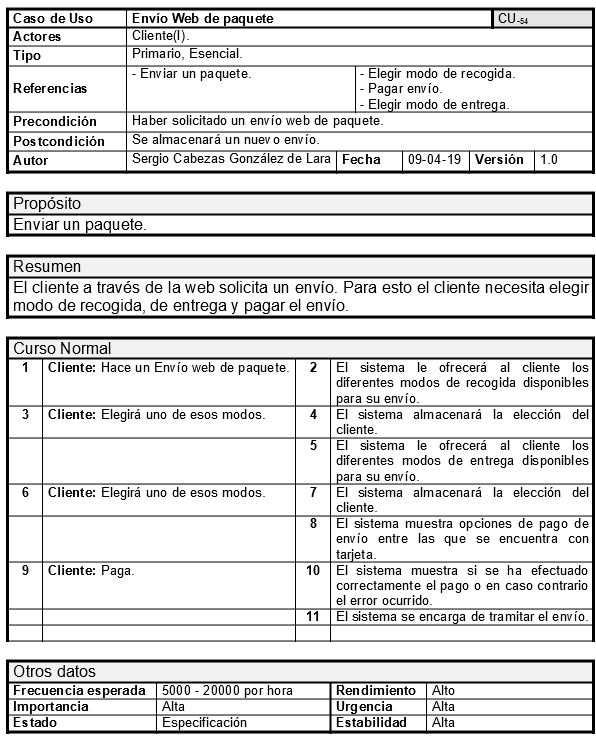 Caso de Uso Envío Web de paquete CU-54
Actores Cliente(I).
Tipo Primario, Esencial.
Referencias - Enviar un paquete. - Elegir modo de recogida.
- Pagar envío.
- Elegir modo de entrega.
Precondición Haber solicitado un envío web de paquete.
Postcondición Se almacenará un nuevo envío.
Autor Sergio Cabezas González de Lara Fecha 09-04-19 Versión 1.0
Propósito
Enviar un paquete.
Resumen
El cliente a través de la web solicita un envío. Para esto el cliente necesita elegir
modo de recogida, de entrega y pagar el envío.
Curso Normal
1 Cliente: Hace un Envío web de paquete. 2 El sistema le ofrecerá al cliente los
diferentes modos de recogida disponibles
para su envío.
3 Cliente: Elegirá uno de esos modos. 4 El sistema almacenará la elección del
cliente.
5 El sistema le ofrecerá al cliente los
diferentes modos de entrega disponibles
para su envío.
6 Cliente: Elegirá uno de esos modos. 7 El sistema almacenará la elección del
cliente.
8 El sistema muestra opciones de pago de
envío entre las que se encuentra con
tarjeta.
9 Cliente: Paga. 10 El sistema muestra si se ha efectuado
correctamente el pago o en caso contrario
el error ocurrido.
11 El sistema se encarga de tramitar el envío.
Otros datos
Frecuencia esperada 5000 - 20000 por hora Rendimiento Alto
Importancia Alta Urgencia Alta
Estado Especificación Estabilidad Alta